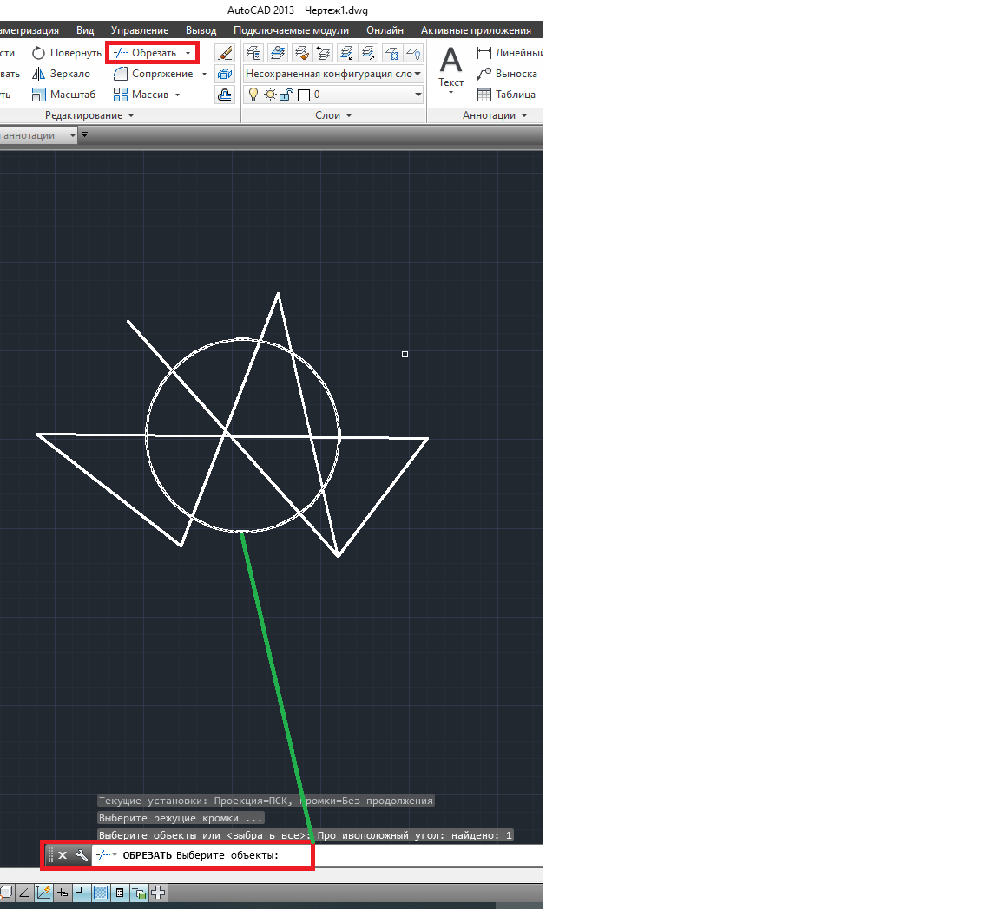 AutoCAD 2013 Чертеж1.dwg
аметризация Вид Управление Вывод Подключаемые модули Онлайн Активные приложения
сти Повернуть Обрезать
вать Зеркало Сопряжение
ть Масштаб Массив
Редактирование
Несохраненная конфигурация сло
0
Слои
А
Текст
Линейный
Выноска
Таблица
Аннотации
аннотации
Текущие установки: Проекция=ПСК, Кромки=Без продолжения
Выберите режущие кромки ...
Выберите объекты или <выбрать все>: Противоположный угол: найдено: 1
ОБРЕЗАТЬ Выберите объекты: